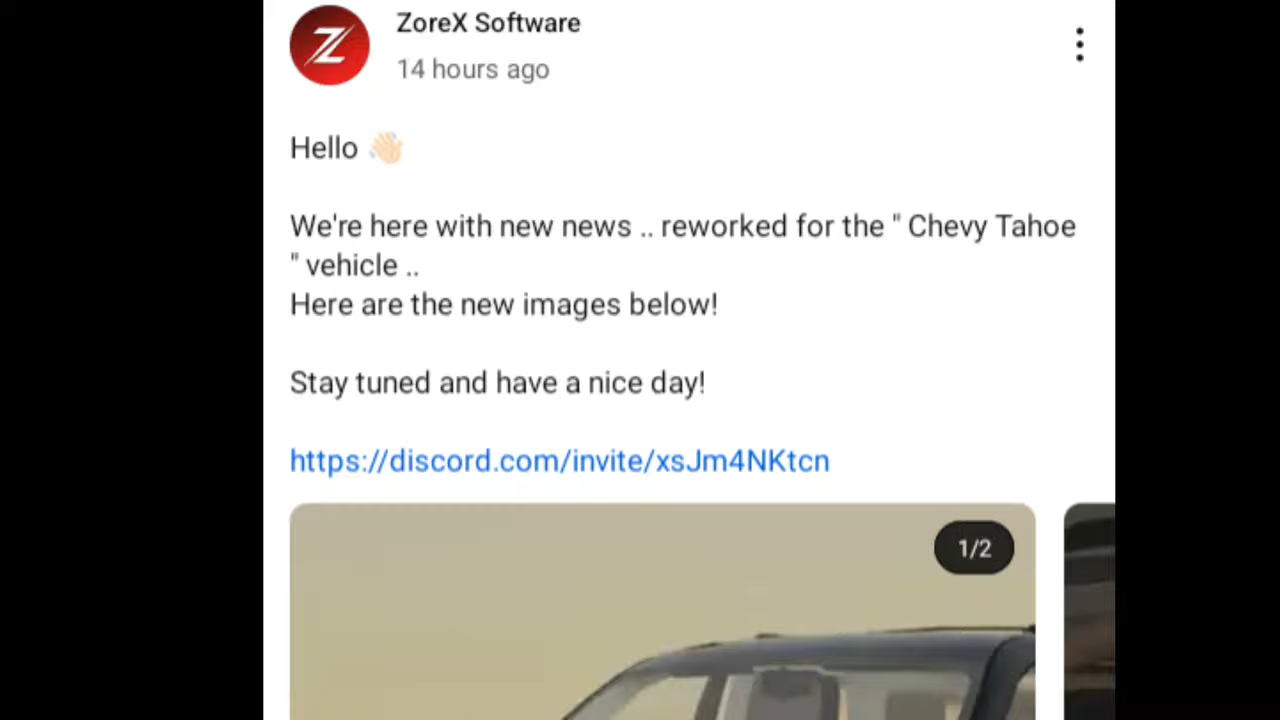 ZoreX Software
14 hours ago
Hello 👋🏻
We're here with new news .. reworked for the " Chevy Tahoe
" vehicle ..
Here are the new images below!
Stay tuned and have a nice day!
https://discord.com/invite/xsJm4NKtcn
1/2